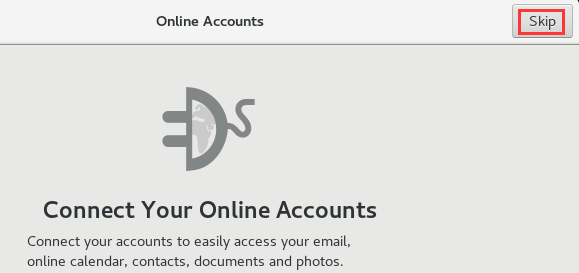 Online Accounts
Skip
Connect Your Online Accounts
Connect your accounts to easily access your email,
online calendar, contacts, documents and photos.